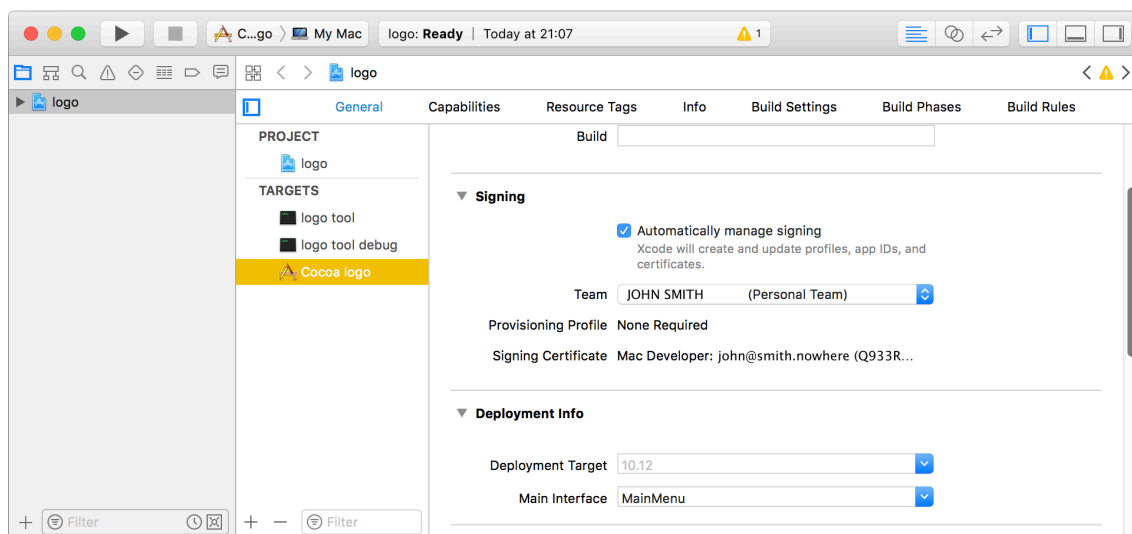 C...go 〉 My Mac logo: Ready | Today at 21:07 1
logo
logo
General Capabilities Resource Tags Info Build Settings Build Phases Build Rules
PROJECT
logo
TARGETS
logo tool
logo tool debug
Cocoa logo
Build
Signing
Automatically manage signing
Xcode will create and update profiles, app IDs, and
certificates.
Team JOHN SMITH (Personal Team)
Provisioning Profile None Required
Signing Certificate Mac Developer: john@smith.nowhere (Q933R...
Deployment Info
Deployment Target 10.12
Main Interface MainMenu
Filter
Filter